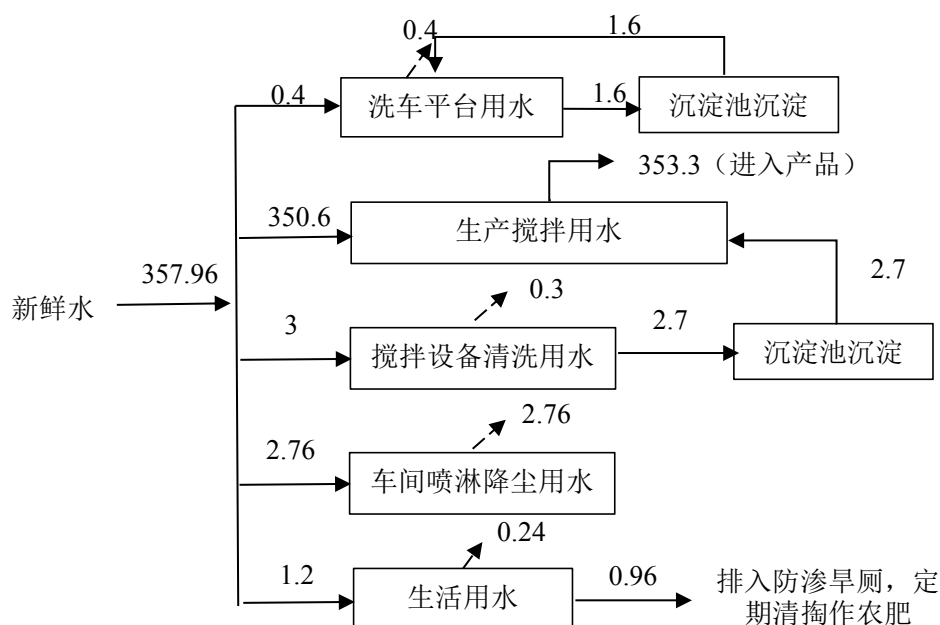 0.4
1.6
0.4
洗车平台用水
1.6
沉淀池沉淀
353.3（进入产品）
350.6
生产搅拌用水
2.7
357.96
新鲜水
0.3
3
搅拌设备清洗用水
2.7
沉淀池沉淀
2.76
2.76
车间喷淋降尘用水
0.24
1.2
生活用水
0.96
排入防渗旱厕，定
期清掏作农肥